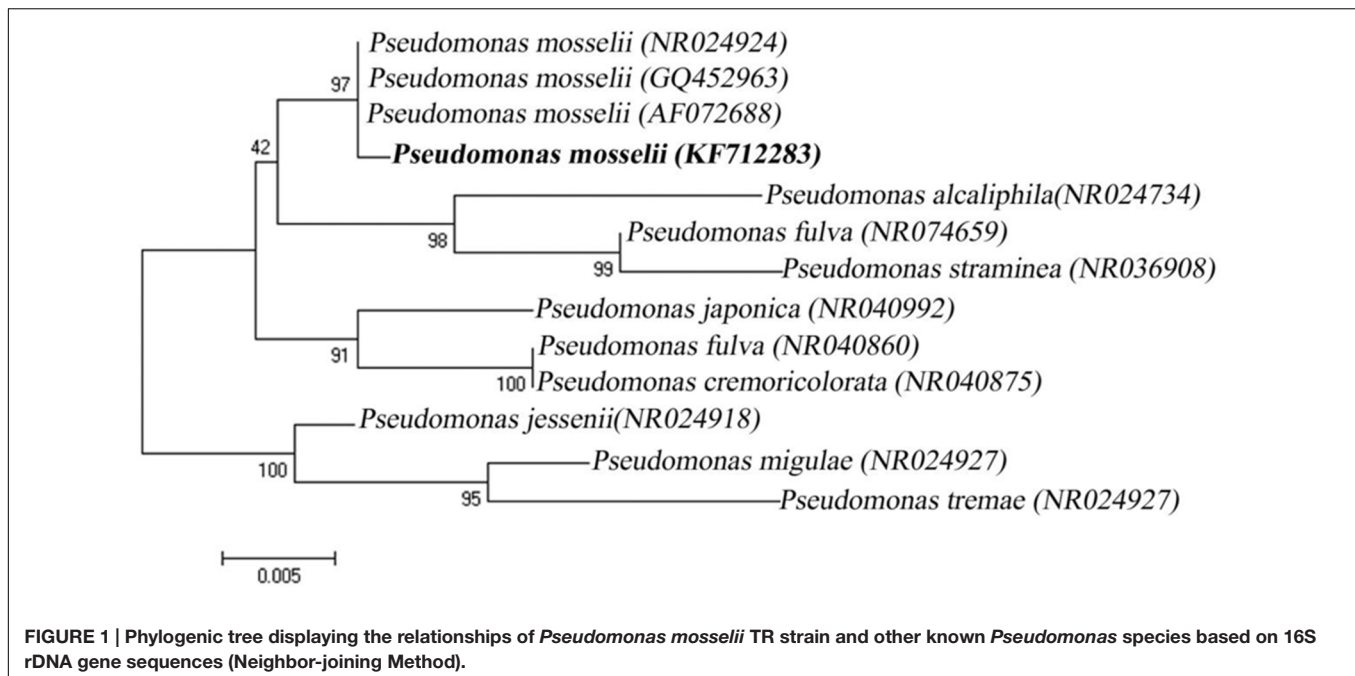 Pseudomonas mosselii (NR024924)
97
Pseudomonas mosselii (GQ452963)
Pseudomonas mosselii (AF072688)
42
Pseudomonas mosselii (KF712283)
Pseudomonas alcaliphila(NR024734)
98
Pseudomonas fulva (NR074659)
99
Pseudomonas straminea (NR036908)
Pseudomonas japonica (NR040992)
91
Pseudomonas fulva (NR040860)
100
Pseudomonas cremoricolorata (NR040875)
Pseudomonas jessenii(NR024918)
100
Pseudomonas migulae (NR024927)
95
Pseudomonas tremae (NR024927)
0.005
FIGURE 1 | Phylogenic tree displaying the relationships of Pseudomonas mosselii TR strain and other known Pseudomonas species based on 16S
rDNA gene sequences (Neighbor-joining Method).